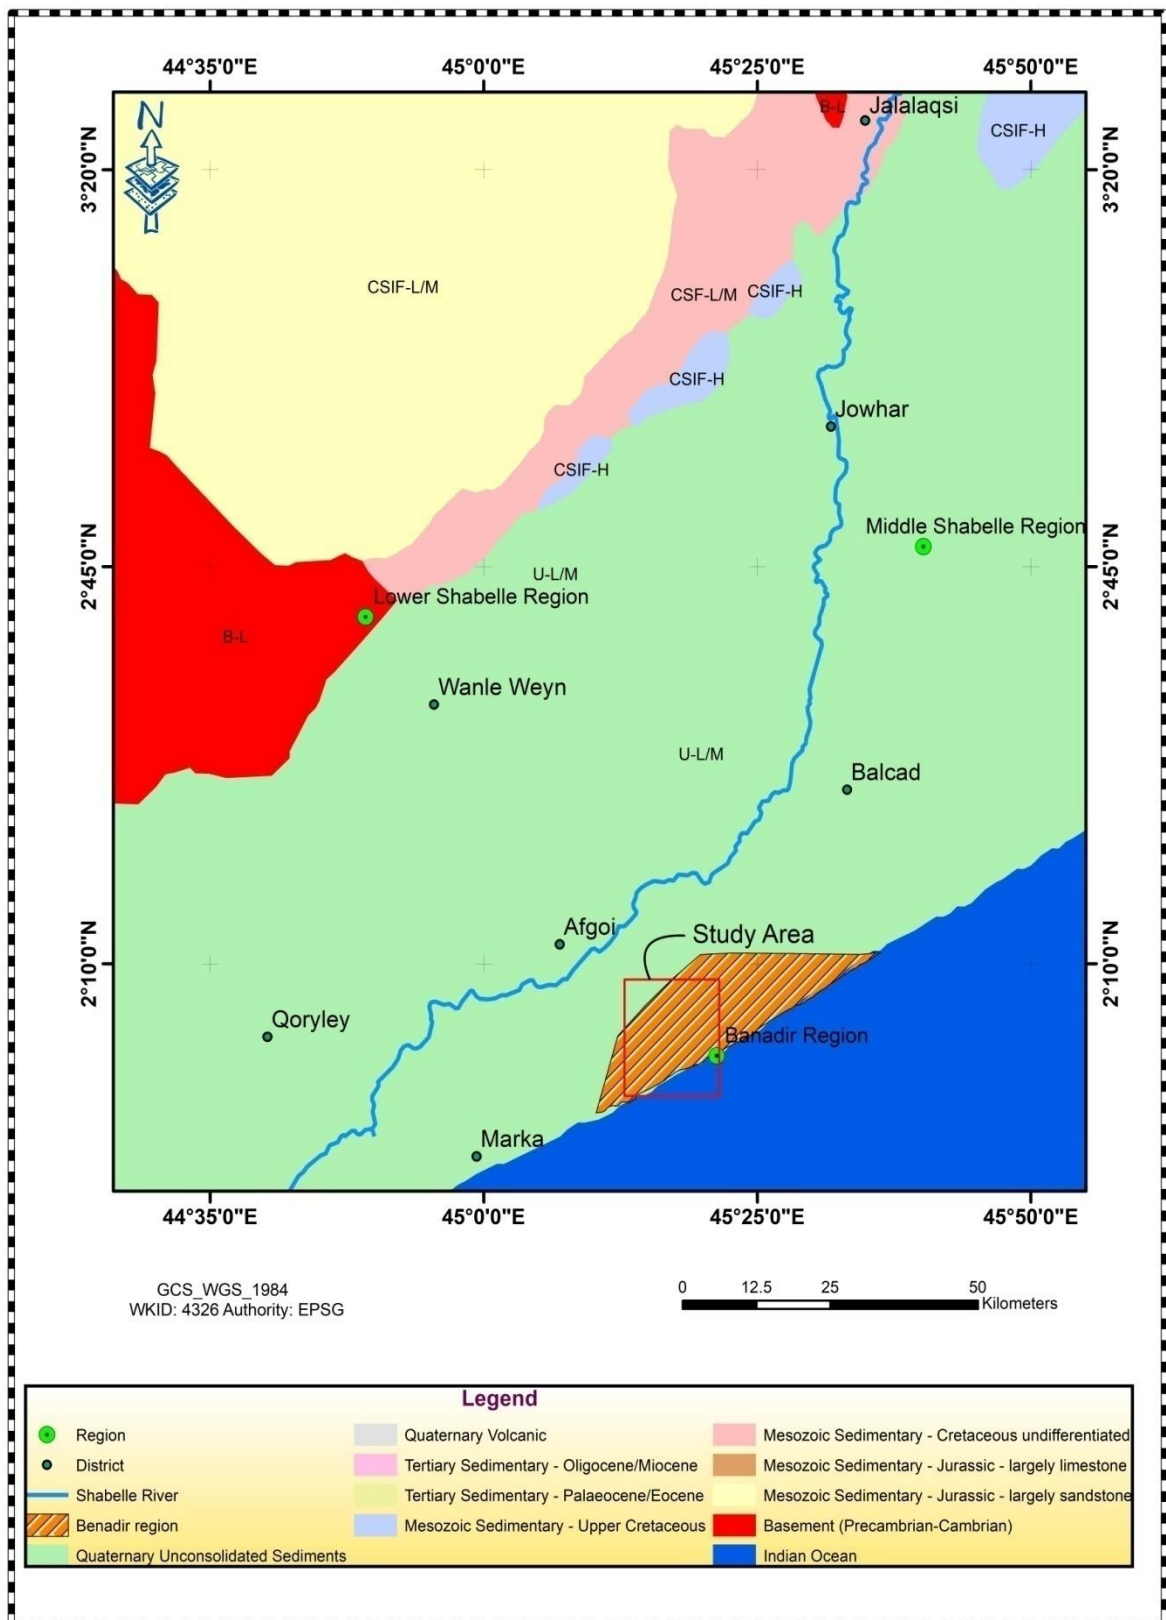 44°35'0"E 45°0'0"E 45°25'0"E 45°50'0"E
N
B-L
Jalalaqsi
CSIF-H
3°20'0"N
3°20'0"N
CSIF-L/M
CSF-L/M
CSIF-H
CSIF-H
Jowhar
CSIF-H
Middle Shabelle Region
2°45'0"N
2°45'0"N
U-L/M
Lower Shabelle Region
B-L
Wanle Weyn
U-L/M
Balcad
Afgoi
Study Area
2°10'0"N
2°10'0"N
Qoryley
Banadir Region
Marka
44°35'0"E 45°0'0"E 45°25'0"E 45°50'0"E
GCS_WGS_1984
WKID: 4326 Authority: EPSG
0 12.5 25 50
Kilometers
Legend
Region
District
Shabelle River
Benadir region
Quaternary Unconsolidated Sediments
Quaternary Volcanic
Tertiary Sedimentary - Oligocene/Miocene
Tertiary Sedimentary - Palaeocene/Eocene
Mesozoic Sedimentary - Upper Cretaceous
Mesozoic Sedimentary - Cretaceous undifferentiated
Mesozoic Sedimentary - Jurassic - largely limestone
Mesozoic Sedimentary - Jurassic - largely sandstone
Basement (Precambrian-Cambrian)
Indian Ocean